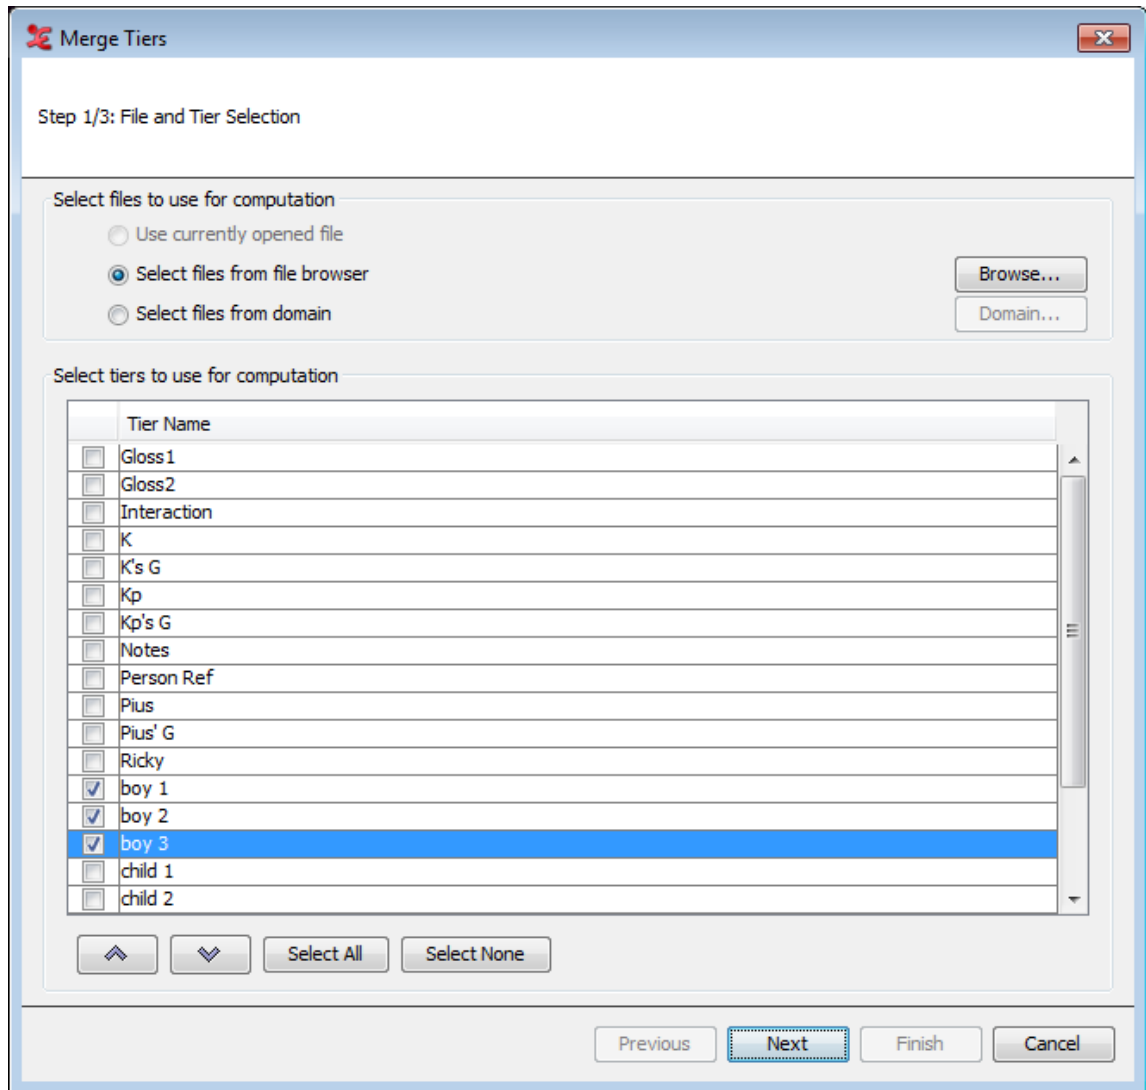 Merge Tiers
Step 1/3: File and Tier Selection
Select files to use for computation
Use currently opened file
Select files from file browser
Browse...
Select files from domain
Domain...
Select tiers to use for computation
Tier Name
Gloss1
Gloss2
Interaction
K
K's G
Kp
Kp's G
Notes
Person Ref
Pius
Pius' G
Ricky
boy 1
boy 2
boy 3
child 1
child 2
Select All Select None
Previous Next Finish Cancel